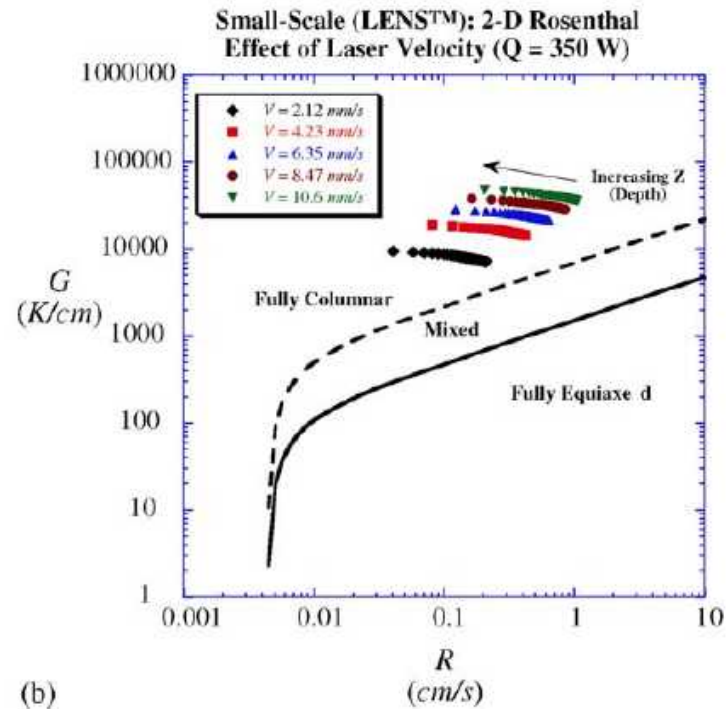 Small-Scale (LENS™): 2-D Rosenthal
Effect of Laser Velocity (Q = 350 W)
1000000
V = 2.12 mm/s
V = 4.23 mm/s
V = 6.35 mm/s
V = 8.47 mm/s
V = 10.6 mm/s
100000
Increasing Z
(Depth)
10000
G
(K/cm)
Fully Columnar
1000
Mixed
Fully Equiaxe d
100
10
1
0.001
0.01
0.1
1
10
R
(cm/s)
(b)